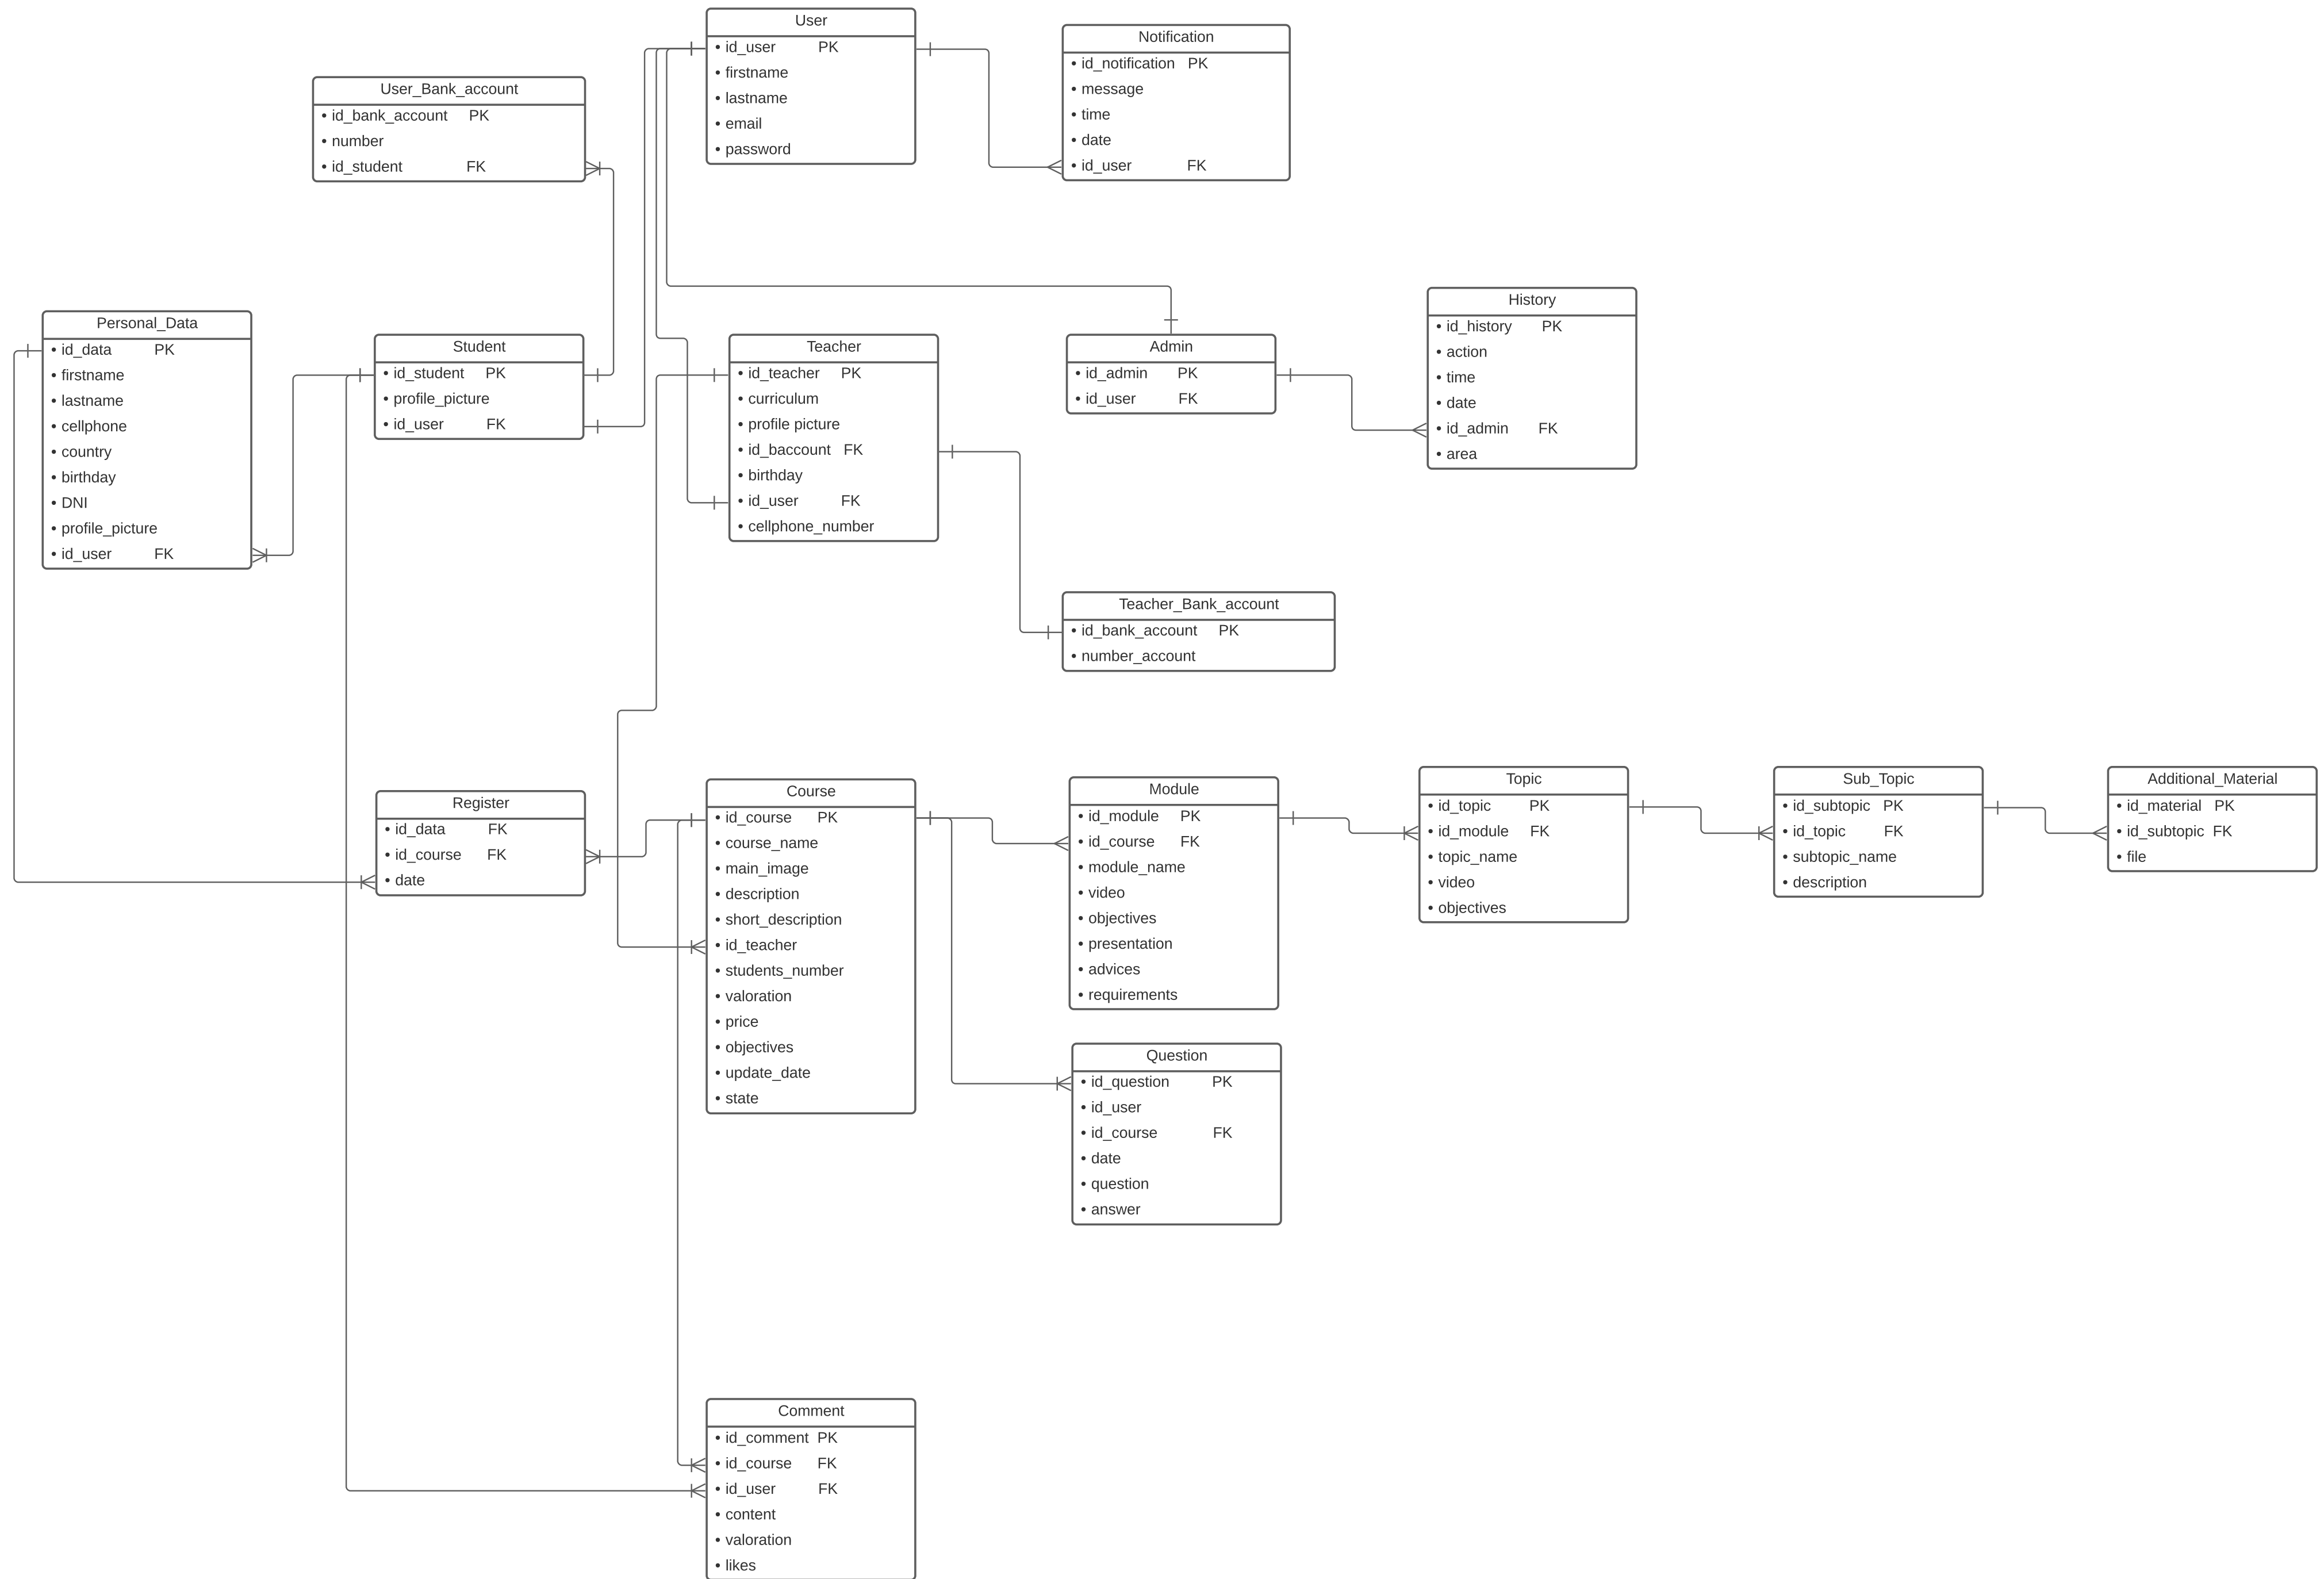 User
• id_user PK
• firstname
• lastname
• email
• password
Notification
• id_notification PK
• message
• time
• date
• id_user FK
User_Bank_account
• id_bank_account PK
• number
• id_student FK
Personal_Data
• id_data PK
• firstname
• lastname
• cellphone
• country
• birthday
• DNI
• profile_picture
• id_user FK
Student
• id_student PK
• profile_picture
• id_user FK
Teacher
• id_teacher PK
• curriculum
• profile picture
• id_baccount FK
• birthday
• id_user FK
• cellphone_number
Admin
• id_admin PK
• id_user FK
History
• id_history PK
• action
• time
• date
• id_admin FK
• area
Teacher_Bank_account
• id_bank_account PK
• number_account
Register
• id_data FK
• id_course FK
• date
Course
• id_course PK
• course_name
• main_image
• description
• short_description
• id_teacher
• students_number
• valoration
• price
• objectives
• update_date
• state
Module
• id_module PK
• id_course FK
• module_name
• video
• objectives
• presentation
• advices
• requirements
Topic
• id_topic PK
• id_module FK
• topic_name
• video
• objectives
Sub_Topic
• id_subtopic PK
• id_topic FK
• subtopic_name
• description
Additional_Material
• id_material PK
• id_subtopic FK
• file
Question
• id_question PK
• id_user
• id_course FK
• date
• question
• answer
Comment
• id_comment PK
• id_course FK
• id_user FK
• content
• valoration
• likes